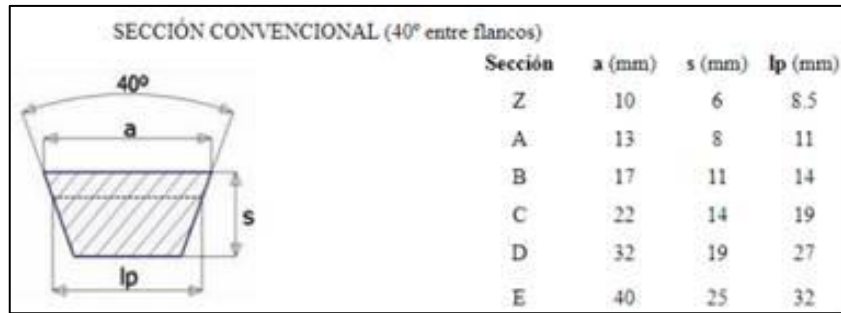 SECCIÓN CONVENCIONAL (40º entre flancos)
40º
a
s
lp
Sección a (mm) s (mm) lp (mm)
Z 10 6 8.5
A 13 8 11
B 17 11 14
C 22 14 19
D 32 19 27
E 40 25 32